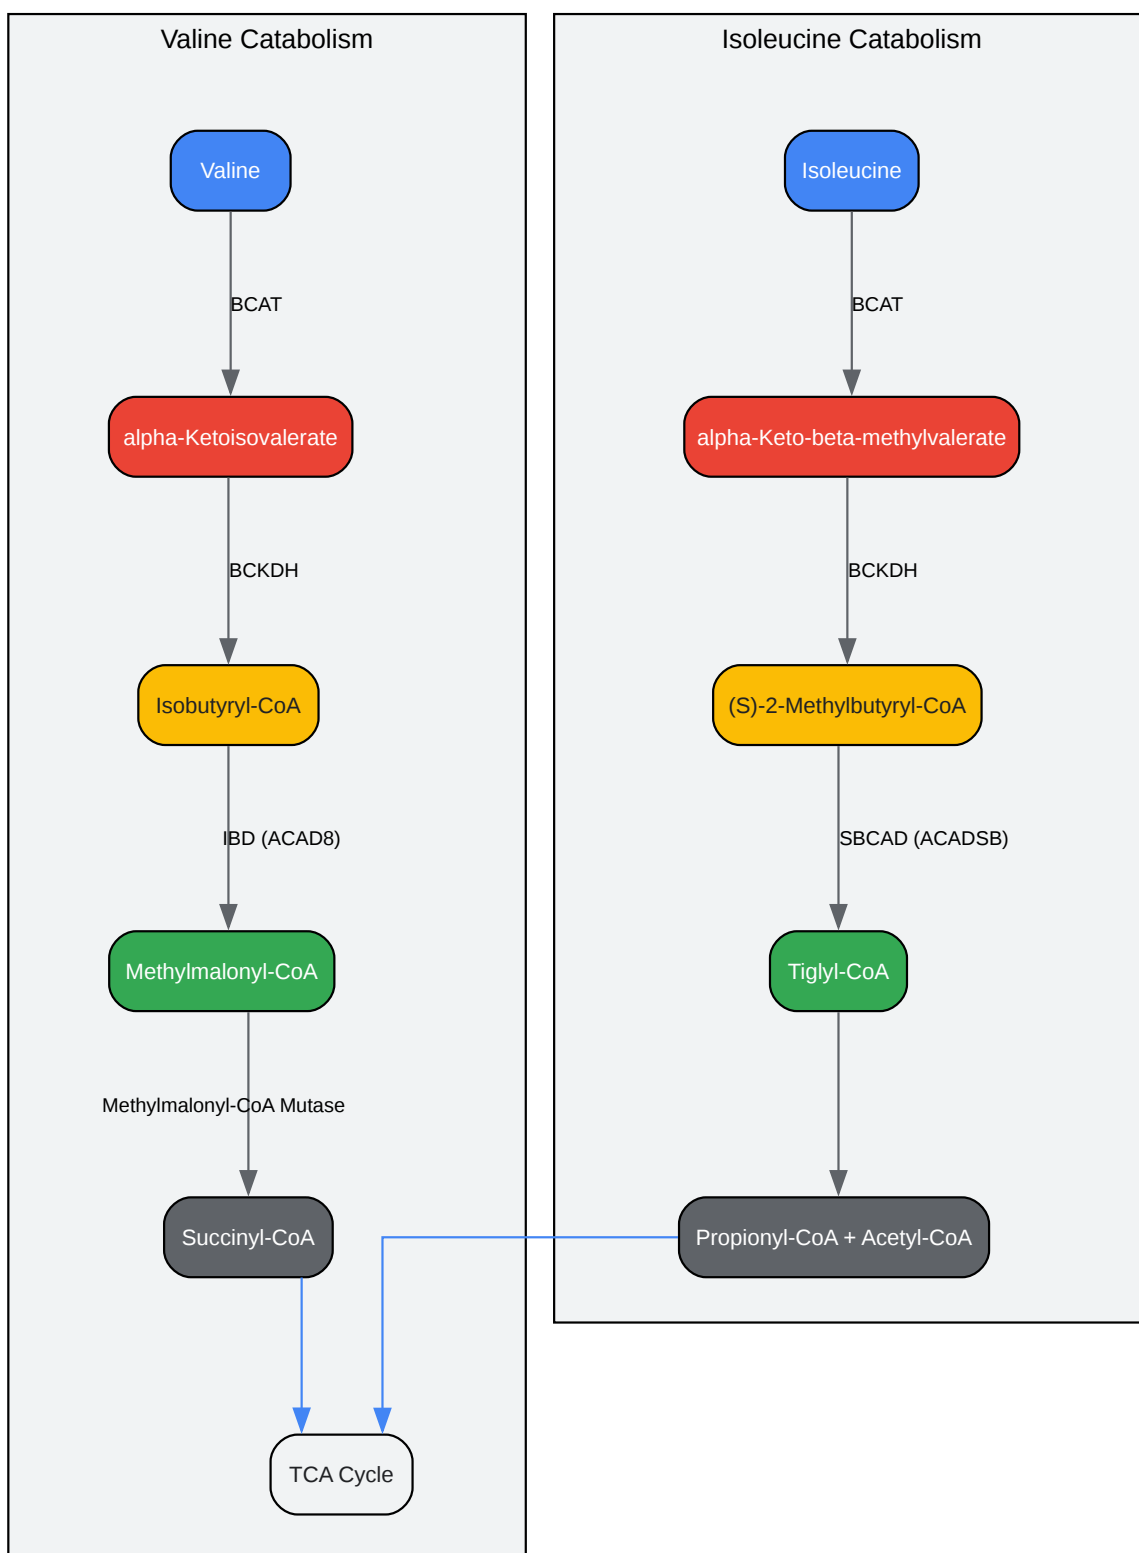 Valine Catabolism
Valine
BCAT
alpha-Ketoisovalerate
BCKDH
Isobutyryl-CoA
IBD (ACAD8)
Methylmalonyl-CoA
Methylmalonyl-CoA Mutase
Succinyl-CoA
TCA Cycle
Isoleucine Catabolism
Isoleucine
BCAT
alpha-Keto-beta-methylvalerate
BCKDH
(S)-2-Methylbutyryl-CoA
SBCAD (ACADSB)
Tiglyl-CoA
Propionyl-CoA + Acetyl-CoA